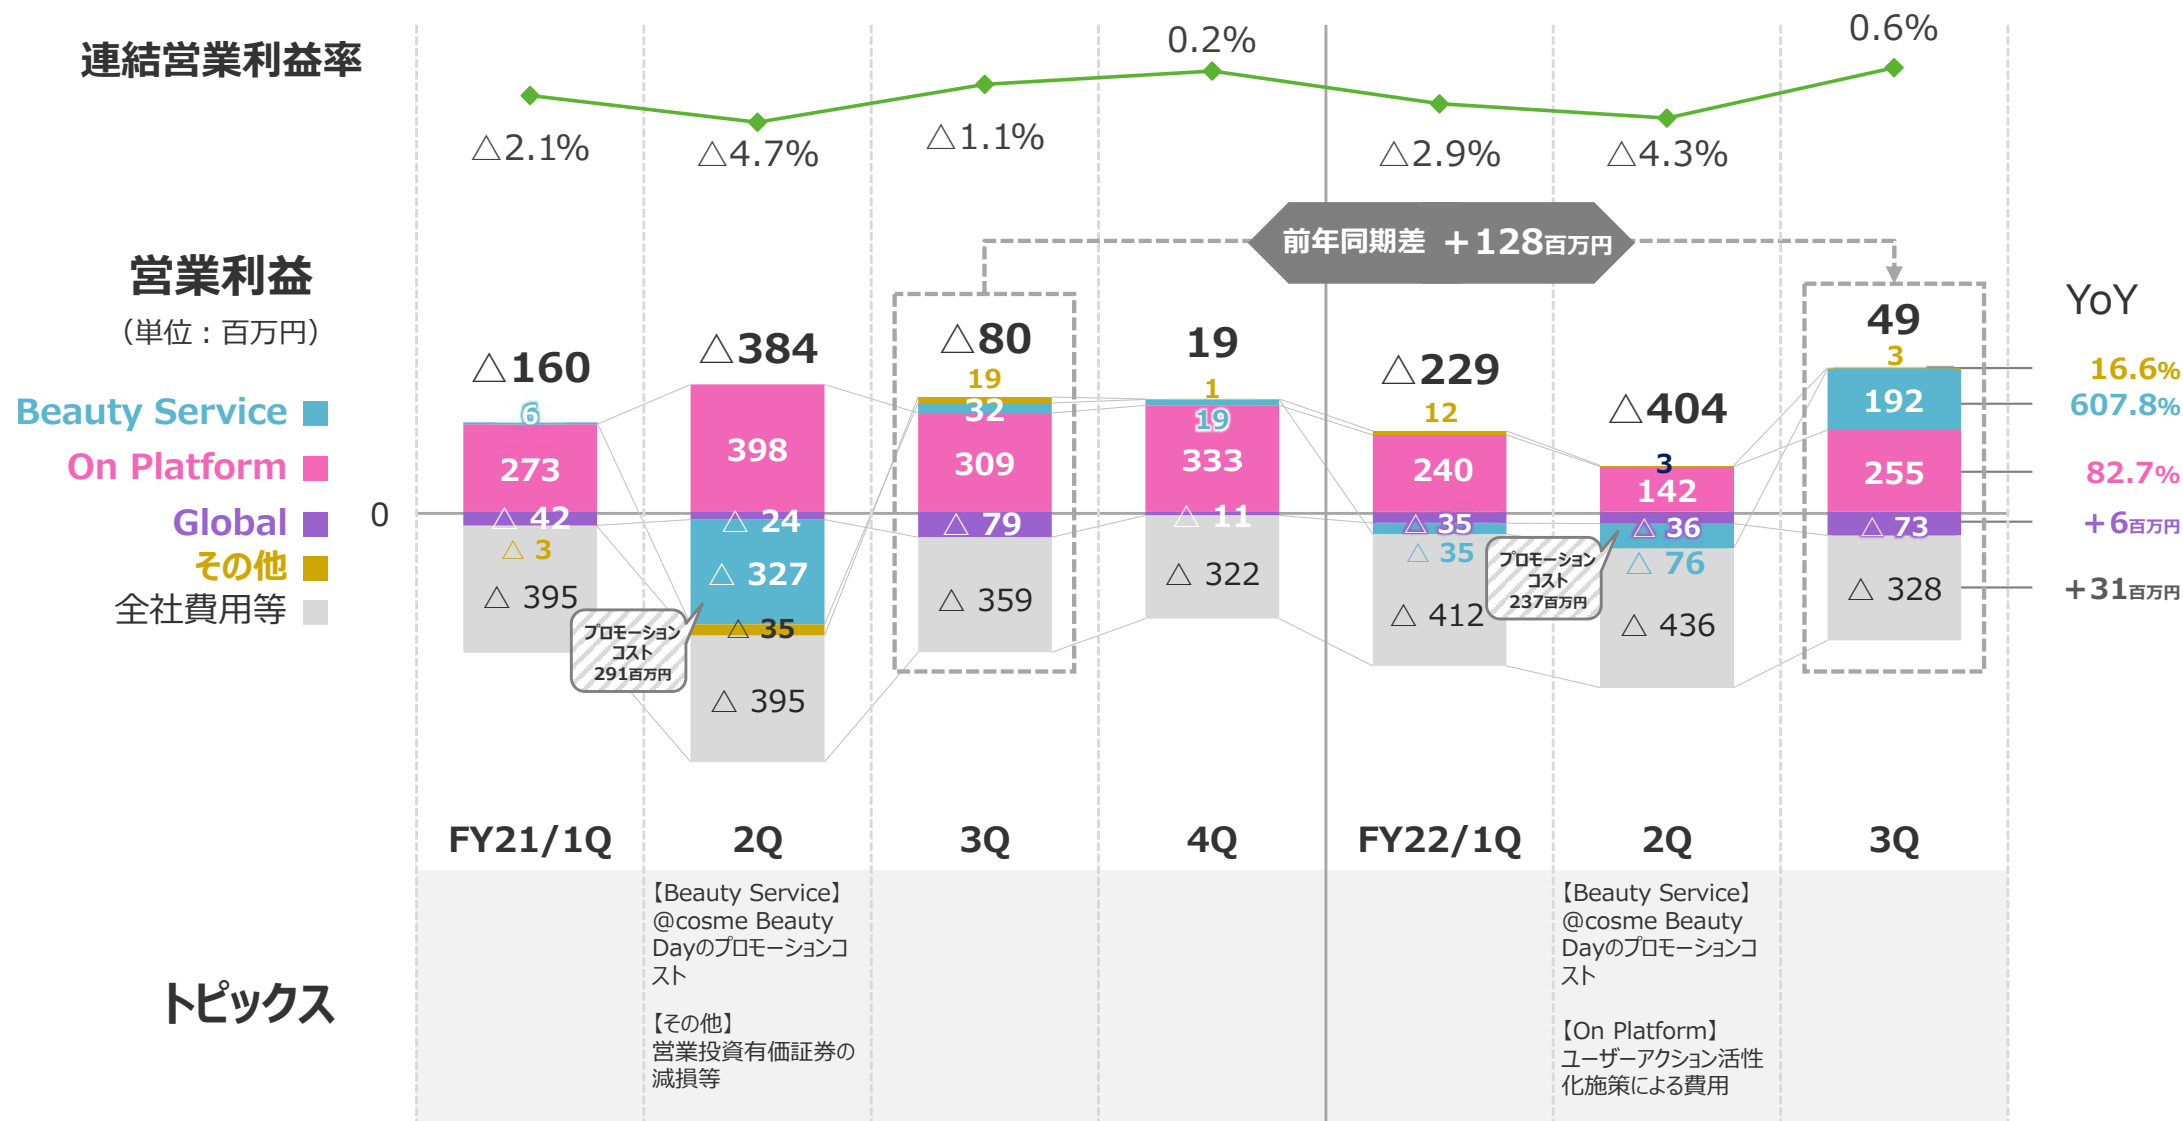 連結営業利益率
△2.1%
△4.7%
△1.1%
0.2%
△2.9%
△4.3%
0.6%
前年同期差 +128百万円
営業利益
(単位:百万円)
Beauty Service
On Platform
Global
その他
全社費用等
0
△160
6
273
△ 42
△ 3
△ 395
△384
398
△ 24
△ 327
△ 35
△ 395
プロモーション
コスト
291百万円
△80
19
32
309
△ 79
△ 359
19
1
19
333
△ 11
△ 322
△229
12
240
△ 35
△ 35
△ 412
△404
3
142
△ 36
△ 76
△ 436
プロモーション
コスト
237百万円
49
3
192
255
△ 73
△ 328
YoY
16.6%
607.8%
82.7%
+6百万円
+31百万円
FY21/1Q
2Q
3Q
4Q
FY22/1Q
2Q
3Q
トピックス
【Beauty Service】
@cosme Beauty
Dayのプロモーションコ
スト
【その他】
営業投資有価証券の
減損等
【Beauty Service】
@cosme Beauty
Dayのプロモーションコ
スト
【On Platform】
ユーザーアクション活性
化施策による費用